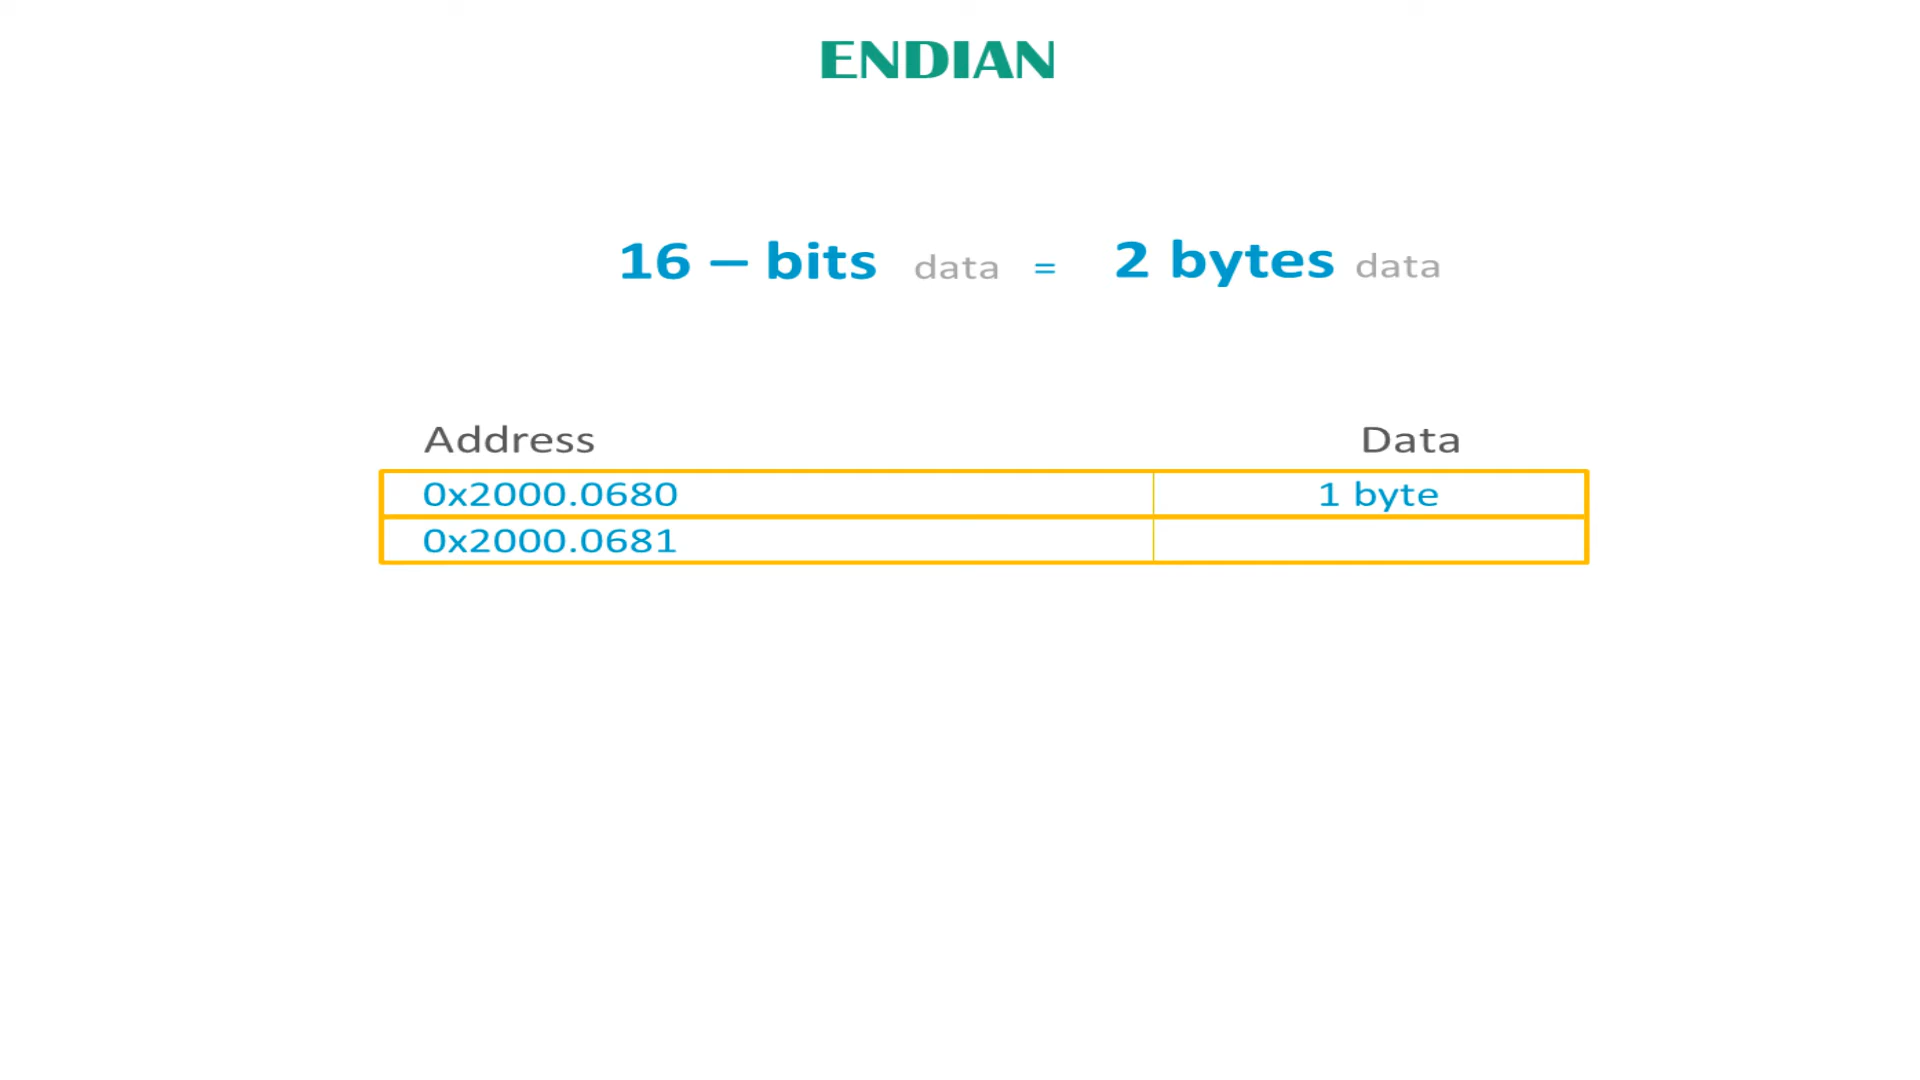 ENDIAN
16 – bits data = 2 bytes data
Address Data
0x2000.0680 1 byte
0x2000.0681